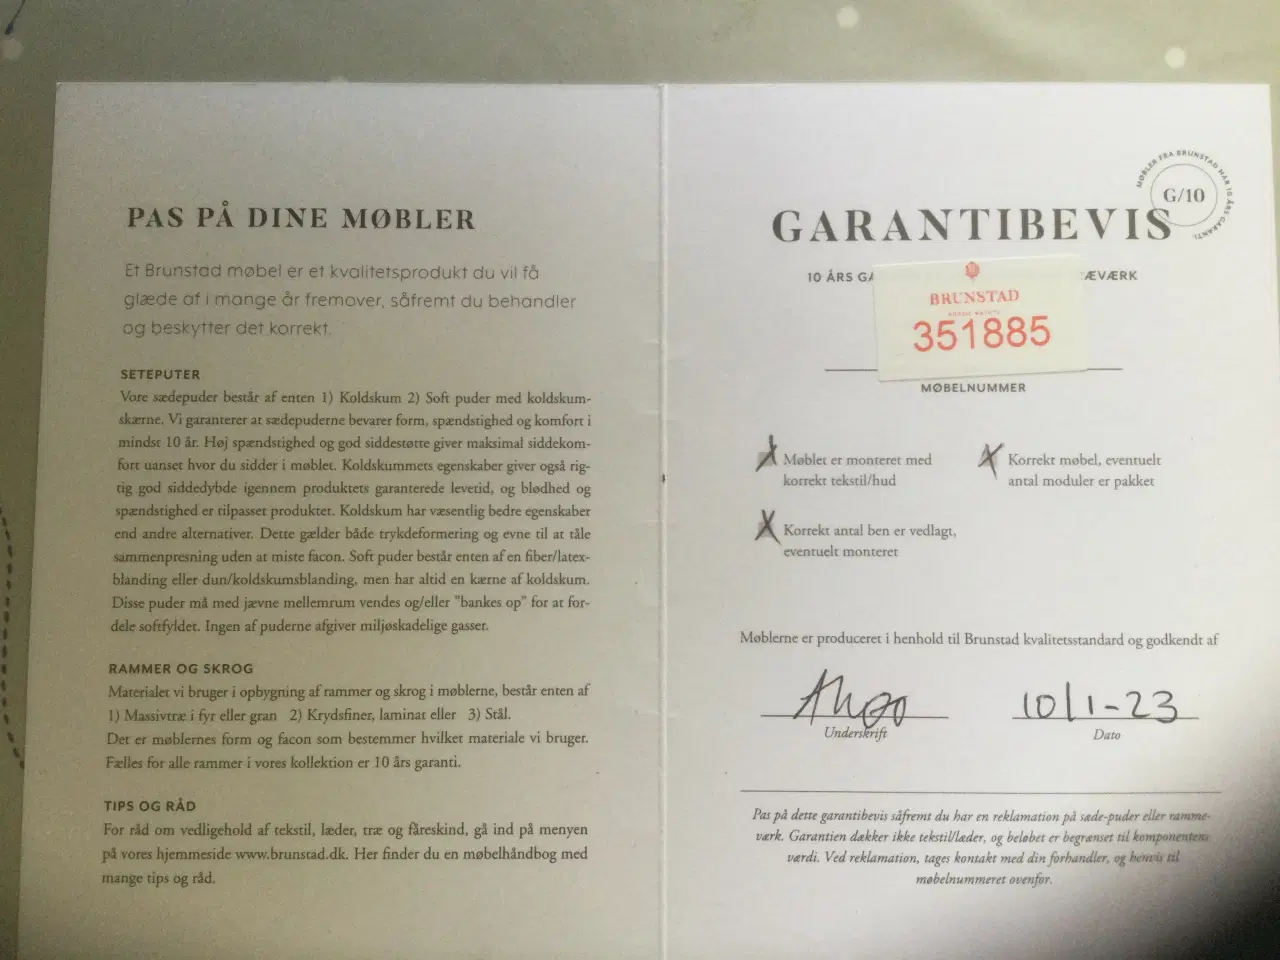 PAS PÅ DINE MØBLER
Et Brunstad møbel er et kvalitetsprodukt du vil få
glæde af i mange år fremover, såfremt du behandler
og beskytter det korrekt.
SETEPUTER
Vore sædepuder består af enten 1) Koldskum 2) Soft puder med koldskum-
skærne. Vi garanterer at sædepuderne bevarer form, spændstighed og komfort i
mindst 10 år. Høj spændstighed og god siddestøtte giver maksimal siddekom-
fort uanset hvor du sidder i møblet. Koldskummets egenskaber giver også rig-
tig god siddedybde igennem produktets garanterede levetid, og blødhed og
spændstighed er tilpasset produktet. Koldskum har væsentlig bedre egenskaber
end andre alternativer. Dette gælder både trykdeformering og evne til at tåle
sammenpresning uden at miste facon. Soft puder består enten af en fiber/latex-
blanding eller dun/koldskumsblanding, men har altid en kærne af koldskum.
Disse puder må med jævne mellemrum vendes og/eller "bankes op" for at for-
dele softfyldet. Ingen af puderne afgiver miljøskadelige gasser.
RAMMER OG SKROG
Materialet vi bruger i opbygning af rammer og skrog i møblerne, består enten af
1) Massivtræ i fyr eller gran 2) Krydsfiner, laminat eller 3) Stål.
Det er møblernes form og facon som bestemmer hvilket materiale vi bruger.
Fælles for alle rammer i vores kollektion er 10 års garanti.
TIPS OG RÅD
For råd om vedligehold af tekstil, læder, træ og fåreskind, gå ind på menyen
på vores hjemmeside www.brunstad.dk. Her finder du en møbelhåndbog med
mange tips og råd.
MØBLER FRA BRUNSTAD HAR 10 ÅRS GARANTI
G/10
GARANTIBEVIS
10 ÅRS GA ÆVÆRK
BRUNSTAD
351885
MØBELNUMMER
X Møblet er monteret med
korrekt tekstil/hud
X Korrekt møbel, eventuelt
antal moduler er pakket
X Korrekt antal ben er vedlagt,
eventuelt monteret
Møblerne er produceret i henhold til Brunstad kvalitetsstandard og godkendt af
10/1-23
Underskrift
Dato
Pas på dette garantibevis såfremt du har en reklamation på sæde-puder eller ramme-
værk. Garantien dækker ikke tekstil/læder, og beløbet er begrænset til komponentens
værdi. Ved reklamation, tages kontakt med din forhandler, og henvis til
møbelnummeret ovenfor.